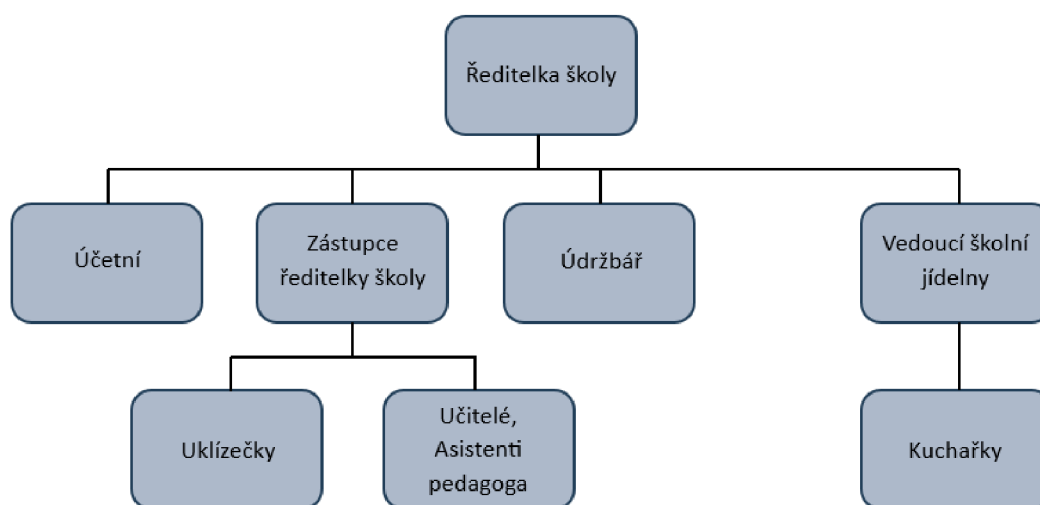 Ředitelka školy
Účetní
Zástupce
ředitelky školy
Údržbář
Vedoucí školní
jídelny
Uklízečky
Učitelé,
Asistenti
pedagoga
Kuchařky